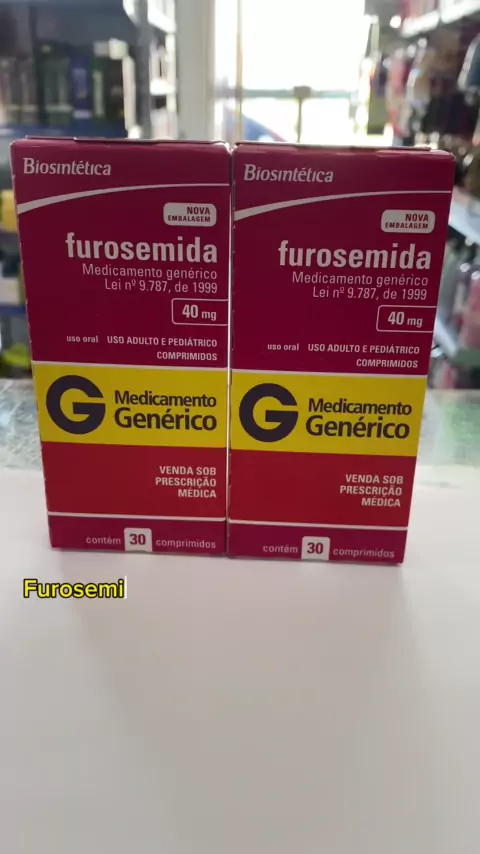 Biosintética
NOVA
EMBALAGEM
furosemida
Medicamento genérico
Lei nº 9.787, de 1999
40 mg
uso oral USO ADULTO E PEDIÁTRICO
COMPRIMIDOS
G Medicamento
Genérico
VENDA SOB
PRESCRIÇÃO
MÉDICA
contém 30 comprimidos
Biosintética
NOVA
EMBALAGEM
furosemida
Medicamento genérico
Lei nº 9.787, de 1999
40 mg
uso oral USO ADULTO E PEDIÁTRICO
COMPRIMIDOS
G Medicamento
Genérico
VENDA SOB
PRESCRIÇÃO
MÉDICA
contém 30 comprimidos
Furosemi